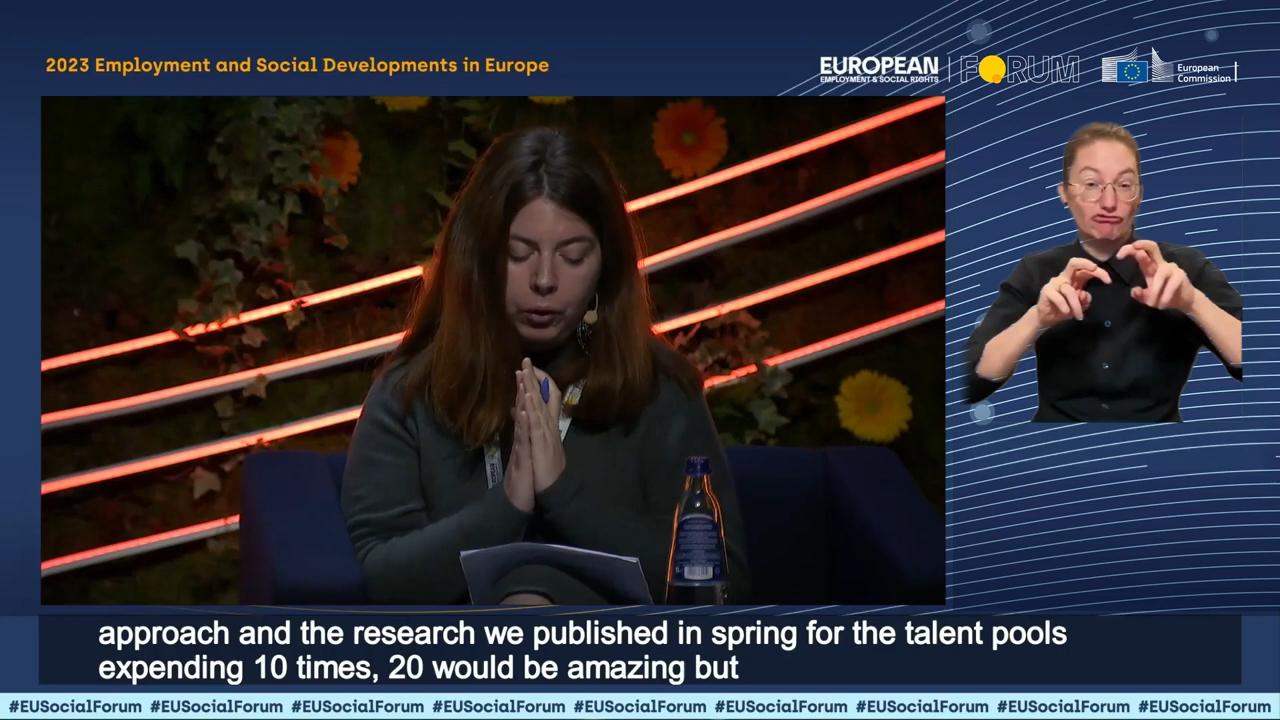 2023 Employment and Social Developments in Europe
EUROPEAN
EMPLOYMENT & SOCIAL RIGHTS
FORUM
European
Commission
approach and the research we published in spring for the talent pools
expending 10 times, 20 would be amazing but
#EUSocialForum #EUSocialForum #EUSocialForum #EUSocialForum #EUSocialForum #EUSocialForum #EUSocialForum #EUSocialForum #EUSocialForum